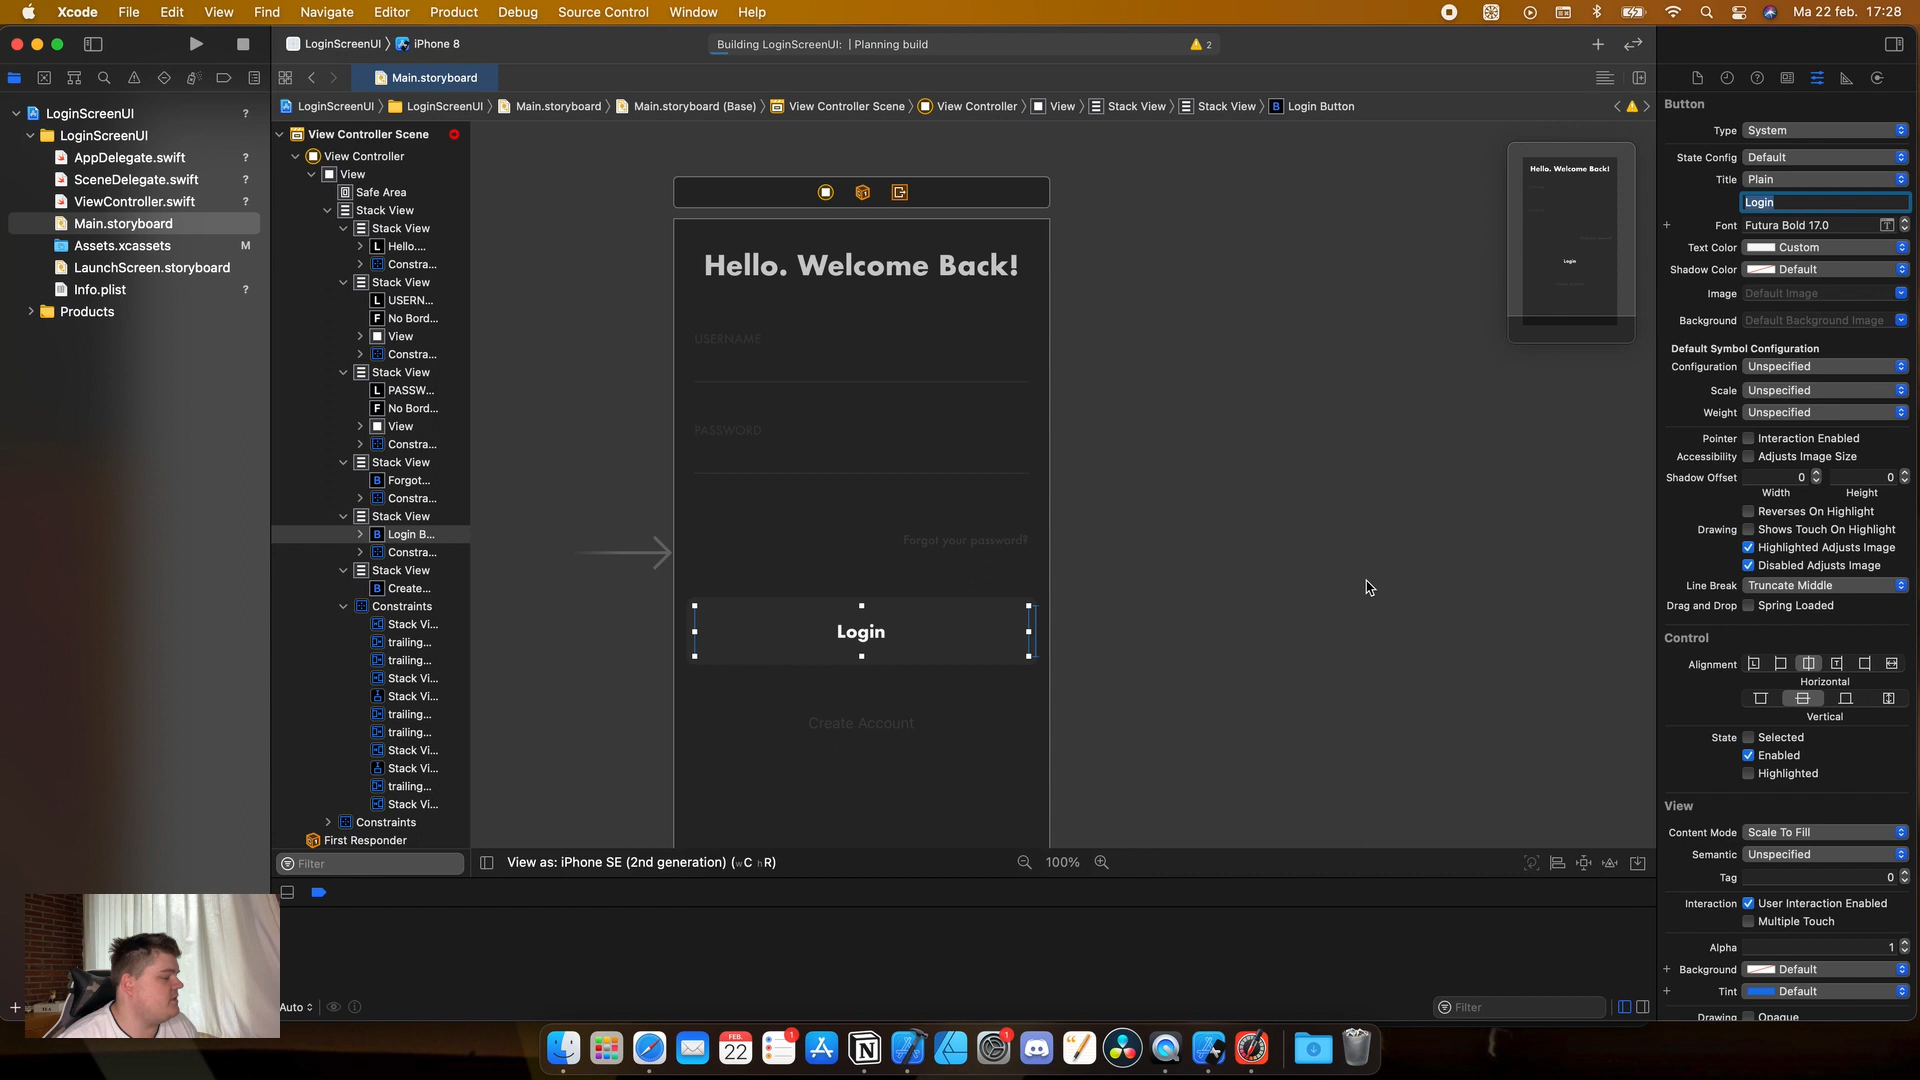 Xcode File Edit View Find Navigate Editor Product Debug Source Control Window Help
Ma 22 feb. 17:28
LoginScreenUI iPhone 8
Building LoginScreenUI: | Planning build
2
Main.storyboard
LoginScreenUI LoginScreenUI Main.storyboard Main.storyboard (Base) View Controller Scene View Controller View Stack View Stack View B Login Button
LoginScreenUI ?
LoginScreenUI
AppDelegate.swift ?
SceneDelegate.swift ?
ViewController.swift ?
Main.storyboard
Assets.xcassets M
LaunchScreen.storyboard
Info.plist ?
Products
View Controller Scene
View Controller
View
Safe Area
Stack View
Stack View
L Hello....
Constra...
Stack View
L USERN...
F No Bord...
View
Constra...
Stack View
L PASSW...
F No Bord...
View
Constra...
Stack View
B Forgot...
Constra...
Stack View
B Login B...
Constra...
Stack View
B Create...
Constraints
Stack Vi...
trailing...
trailing...
Stack Vi...
Stack Vi...
trailing...
trailing...
Stack Vi...
Stack Vi...
trailing...
Stack Vi...
Constraints
First Responder
Filter
Hello. Welcome Back!
USERNAME
PASSWORD
Forgot your password?
Login
Create Account
Hello. Welcome Back!
Login
View as: iPhone SE (2nd generation) (wC hR)
100%
Auto
Filter
Button
Type System
State Config Default
Title Plain
Login
Font Futura Bold 17.0
Text Color Custom
Shadow Color Default
Image Default Image
Background Default Background Image
Default Symbol Configuration
Configuration Unspecified
Scale Unspecified
Weight Unspecified
Pointer Interaction Enabled
Accessibility Adjusts Image Size
Shadow Offset 0 0
Width Height
Reverses On Highlight
Drawing Shows Touch On Highlight
Highlighted Adjusts Image
Disabled Adjusts Image
Line Break Truncate Middle
Drag and Drop Spring Loaded
Control
Alignment
Horizontal
Vertical
State Selected
Enabled
Highlighted
View
Content Mode Scale To Fill
Semantic Unspecified
Tag 0
Interaction User Interaction Enabled
Multiple Touch
Alpha 1
Background Default
Tint Default
Drawing Opaque
FEB.
22
1
1